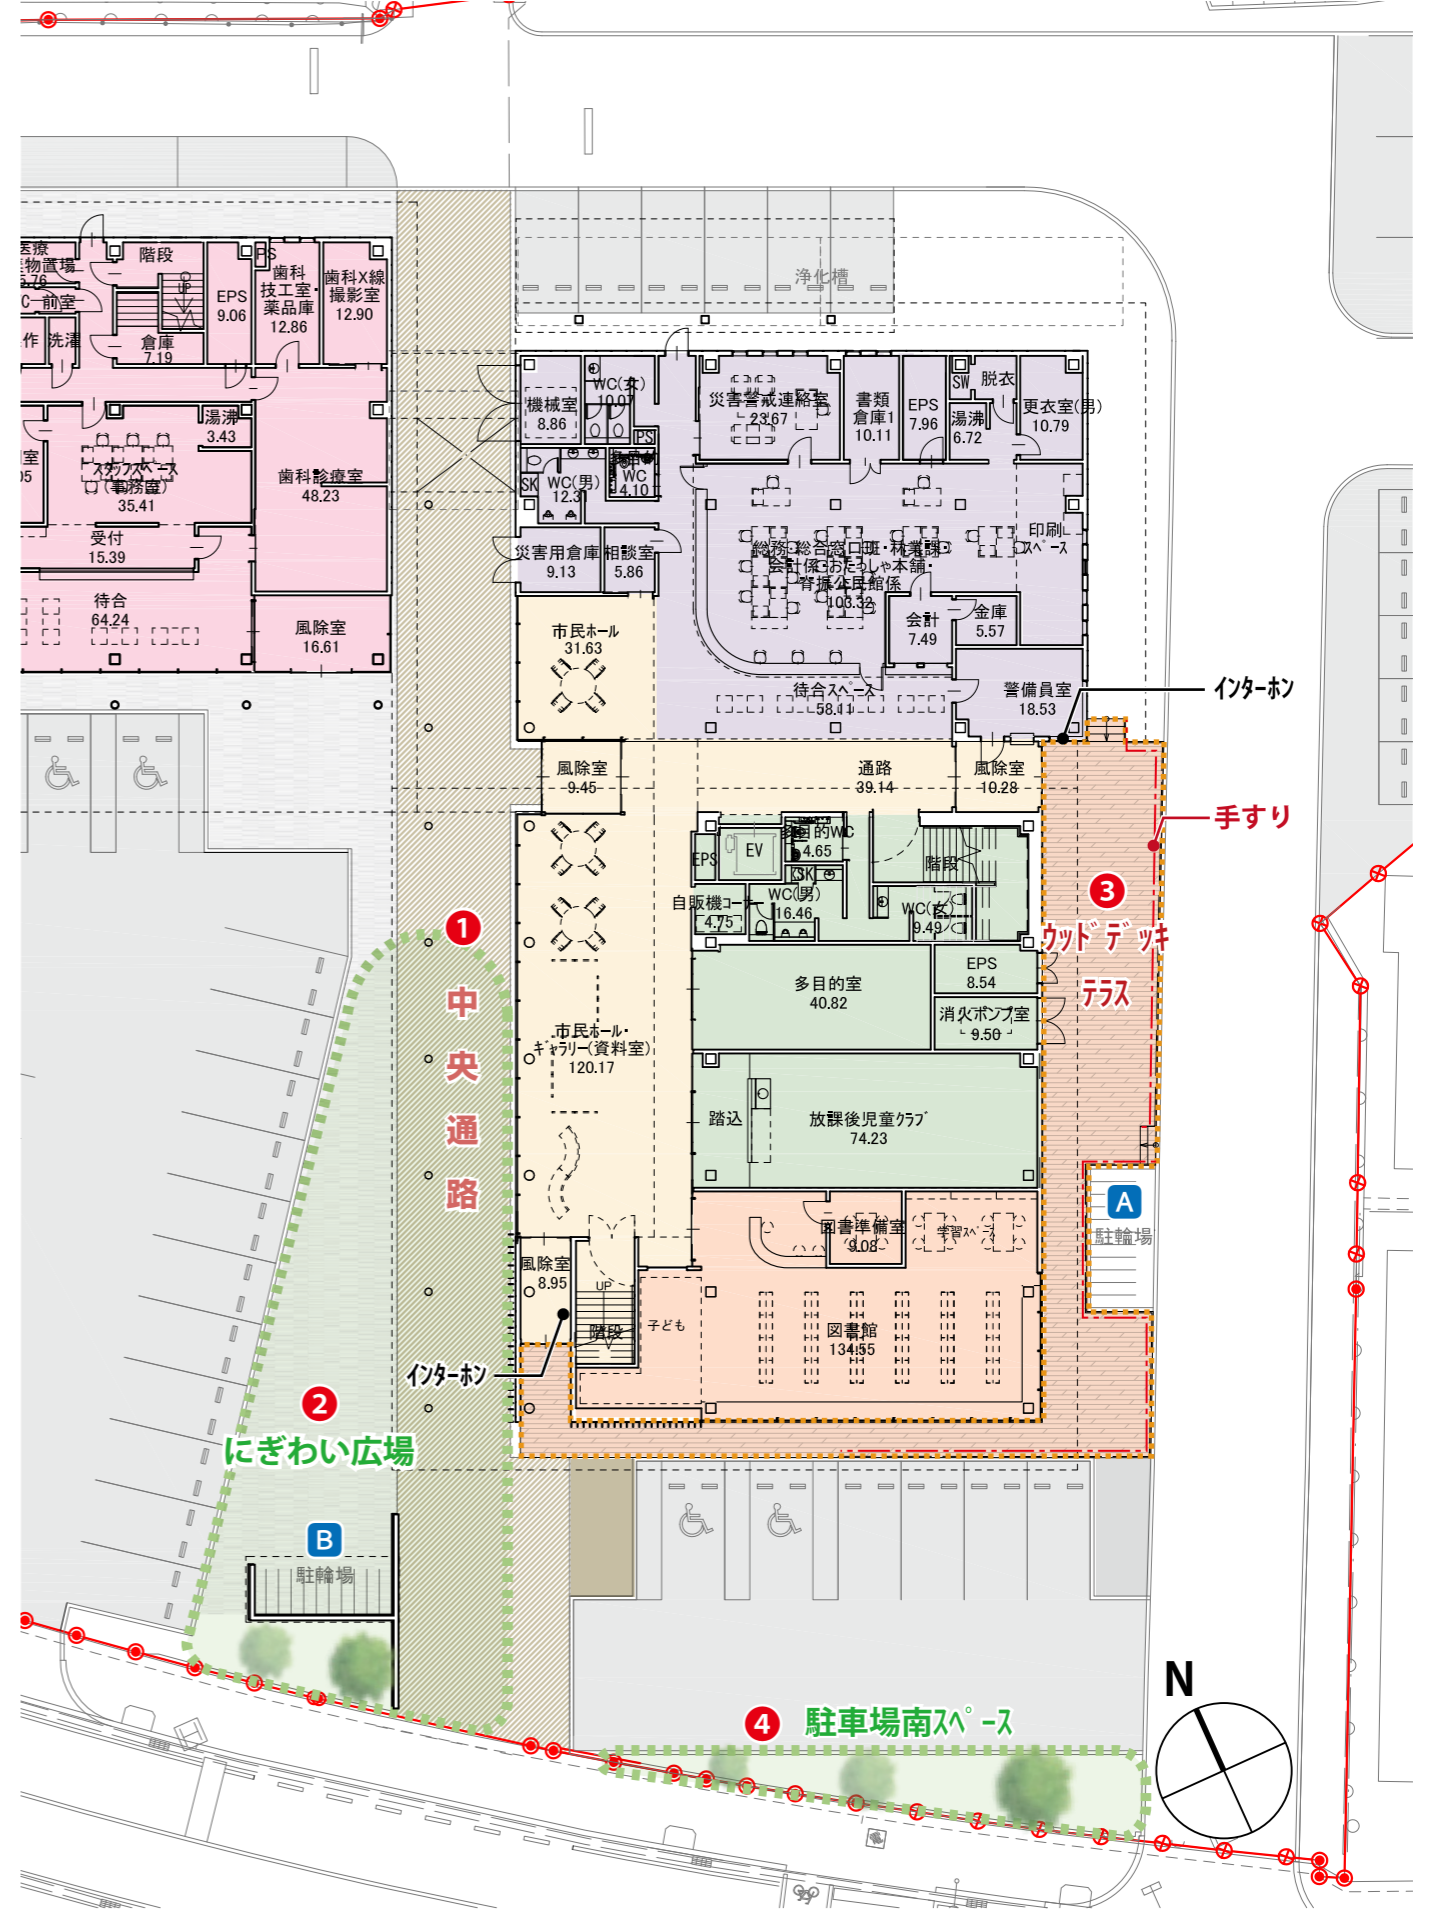 浄化槽
医療
物置場
5.76
前室
作
洗濯
階段
UP
倉庫
7.19
EPS
9.06
PS
歯科
技工室・
薬品庫
12.86
歯科X線
撮影室
12.90
湯沸
3.43
スタッフスペース
(事務室)
35.41
歯科診療室
48.23
室
受付
15.39
待合
64.24
風除室
16.61
機械室
8.86
WC(女)
10.07
PS
SK
WC(男)
12.31
多目的
WC
4.10
災害警戒連絡室
23.67
書類
倉庫1
10.11
EPS
7.96
SW
脱衣
湯沸
6.72
更衣室(男)
10.79
災害用倉庫
9.13
相談室
5.86
総務・総合窓口班・林業課・
会計係・おたっしゃ本舗・
脊振公民館係
103.32
印刷
スペース
会計
7.49
金庫
5.57
市民ホール
31.63
待合スペース
58.11
警備員室
18.53
インターホン
風除室
9.45
通路
39.14
風除室
10.28
手すり
EPS
EV
多目的WC
4.65
SK
階段
自販機コーナー
4.75
WC(男)
16.46
WC(女)
9.49
3
ウッドデッキ
テラス
1
中
央
通
路
多目的室
40.82
EPS
8.54
消火ポンプ室
9.50
市民ホール・
ギャラリー(資料室)
120.17
踏込
放課後児童クラブ
74.23
A
駐輪場
図書準備室
9.08
学習スペース
風除室
8.95
UP
階段
子ども
図書館
134.55
インターホン
2
にぎわい広場
B
駐輪場
N
4
駐車場南スペース